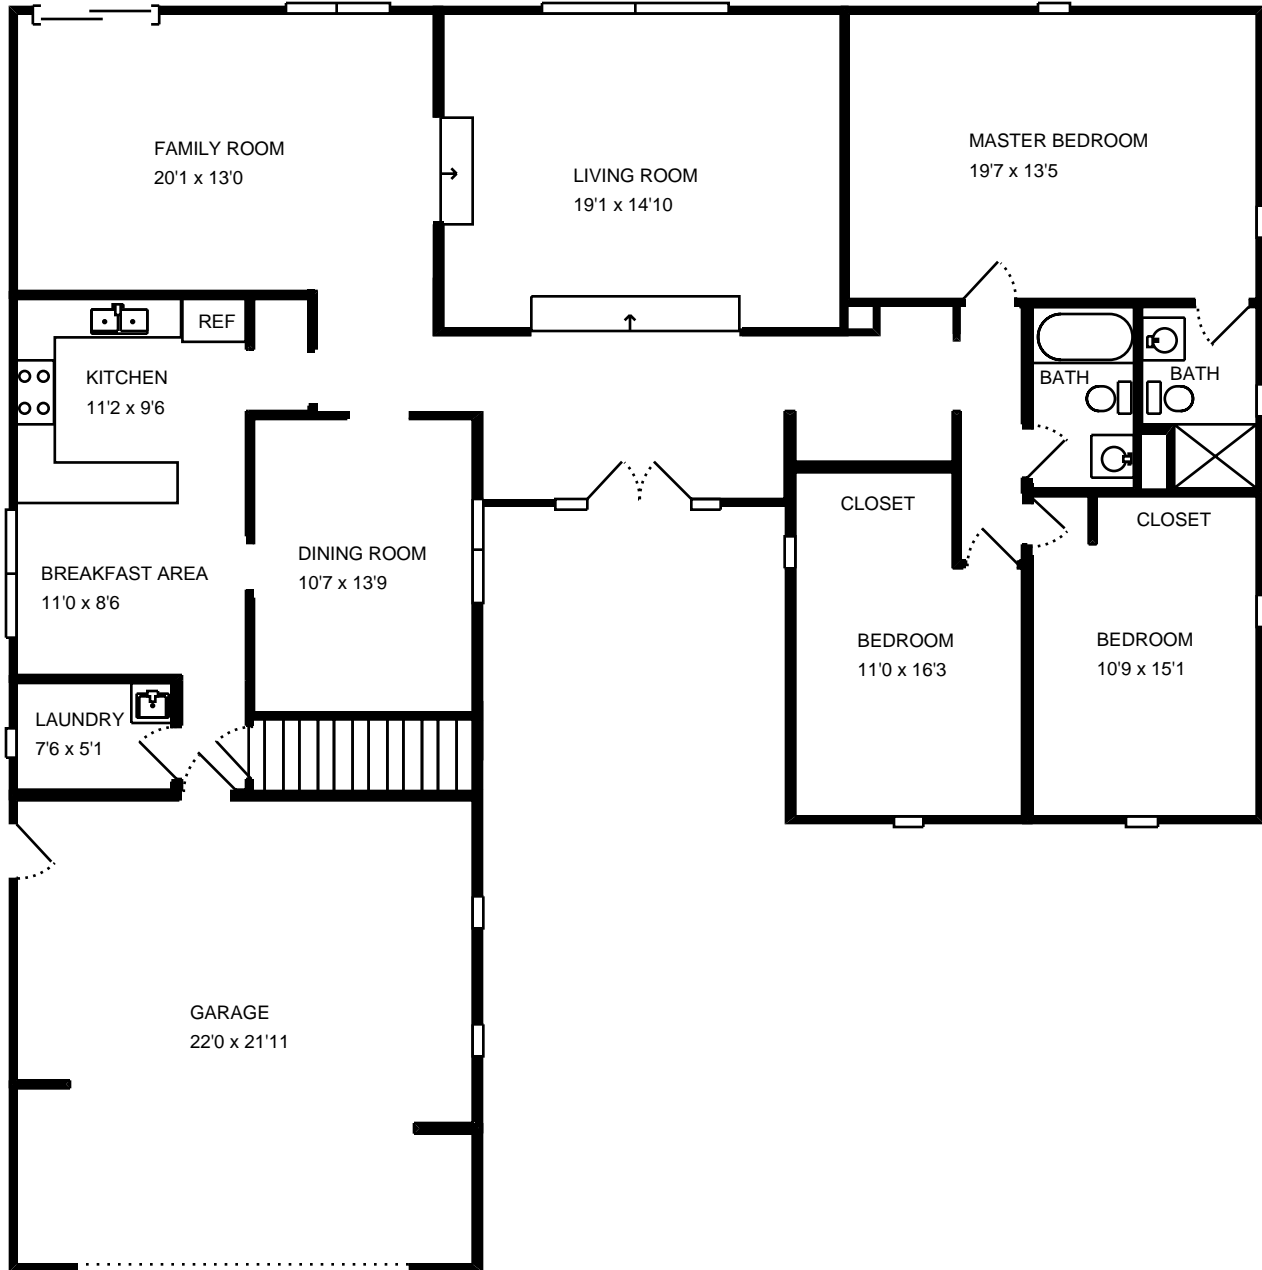 FAMILY ROOM
20'1 x 13'0
LIVING ROOM
19'1 x 14'10
MASTER BEDROOM
19'7 x 13'5
REF
KITCHEN
11'2 x 9'6
BATH
BATH
CLOSET
CLOSET
DINING ROOM
10'7 x 13'9
BREAKFAST AREA
11'0 x 8'6
BEDROOM
11'0 x 16'3
BEDROOM
10'9 x 15'1
LAUNDRY
7'6 x 5'1
GARAGE
22'0 x 21'11